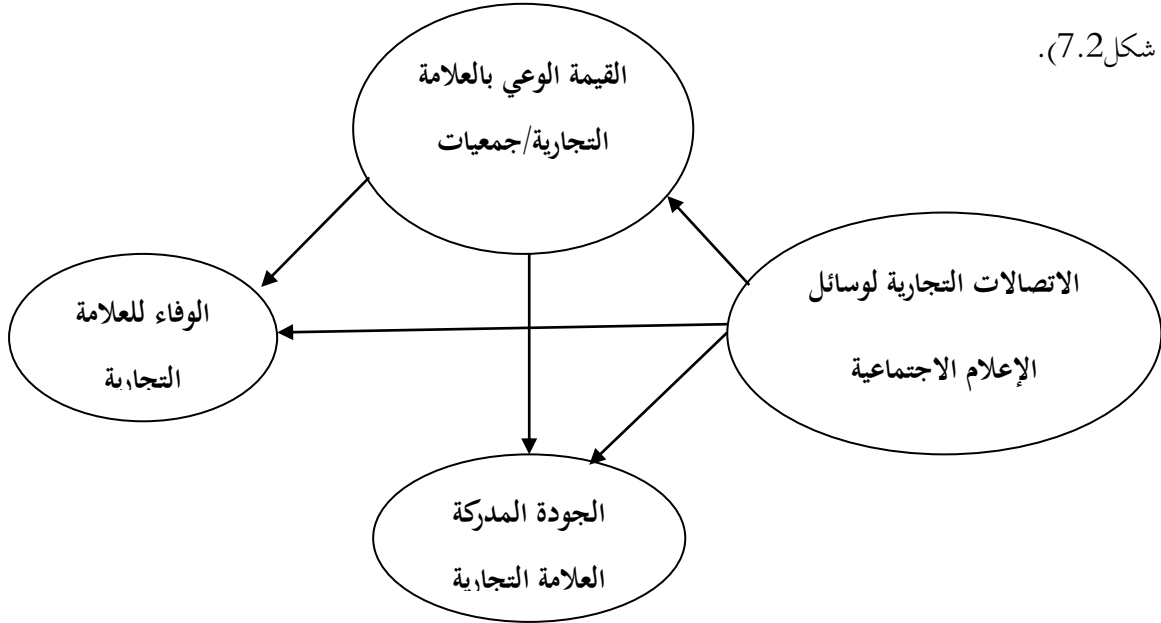 شكل7.2).
القيمة الوعي بالعلامة
التجارية/جمعيات
الاتصالات التجارية لوسائل
الإعلام الاجتماعية
الوفاء للعلامة
التجارية
الجودة المدركة
العلامة التجارية